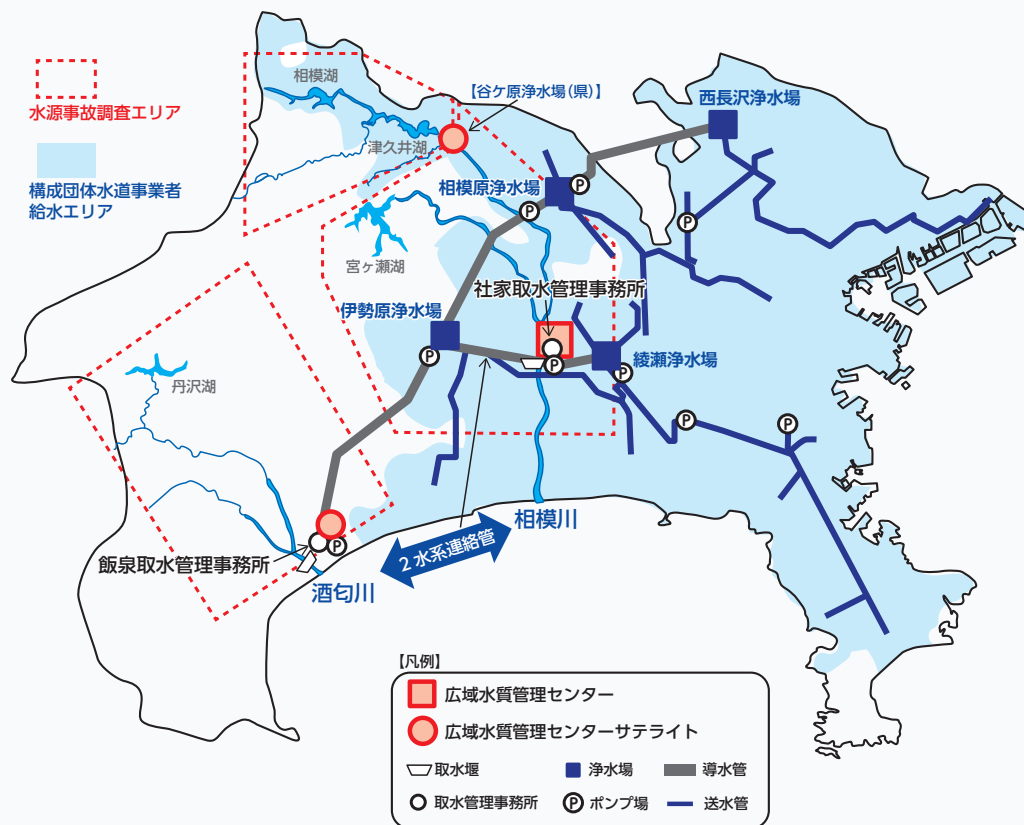 水源事故調査エリア
構成団体水道事業者
給水エリア
相模湖
【谷ケ原浄水場（県）】
津久井湖
西長沢浄水場
相模原浄水場
P
P
P
宮ヶ瀬湖
社家取水管理事務所
伊勢原浄水場
P
P
綾瀬浄水場
P
丹沢湖
P
P
相模川
2水系連絡管
飯泉取水管理事務所
P
酒匂川
【凡例】
広域水質管理センター
広域水質管理センターサテライト
取水堰
浄水場
導水管
取水管理事務所
P ポンプ場
送水管